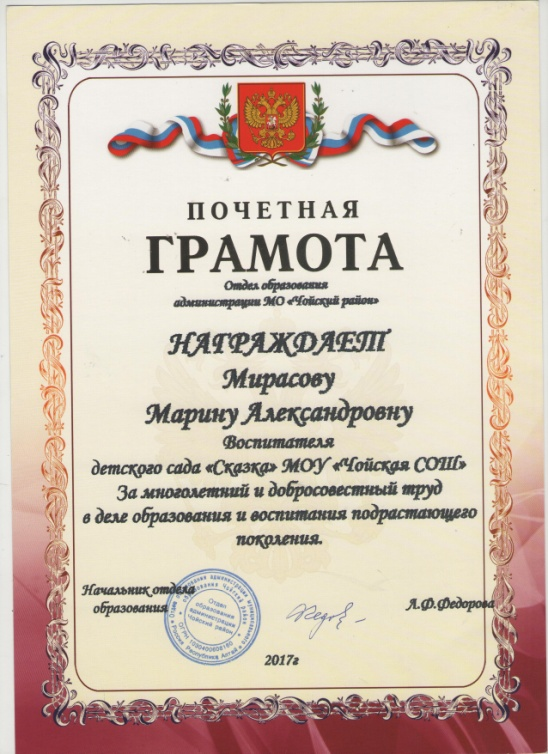 ПОЧЕТНАЯ
ГРАМОТА
Отдел образования
администрации МО «Чойский район»
НАГРАЖДАЕТ
Мирасову
Марину Александровну
Воспитателя
детского сада «Сказка» МОУ «Чойская СОШ»
За многолетний и добросовестный труд
в деле образования и воспитания подрастающего
поколения.
Начальник отдела
образования
Л.Ф.Федорова
Отдел
образования
администрации
Чойский район
2017г